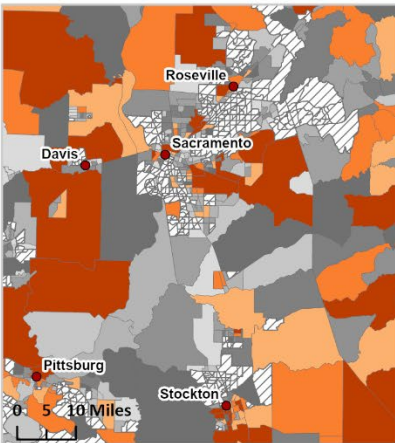 Roseville
Sacramento
Davis
Pittsburg
Stockton
0 5 10 Miles